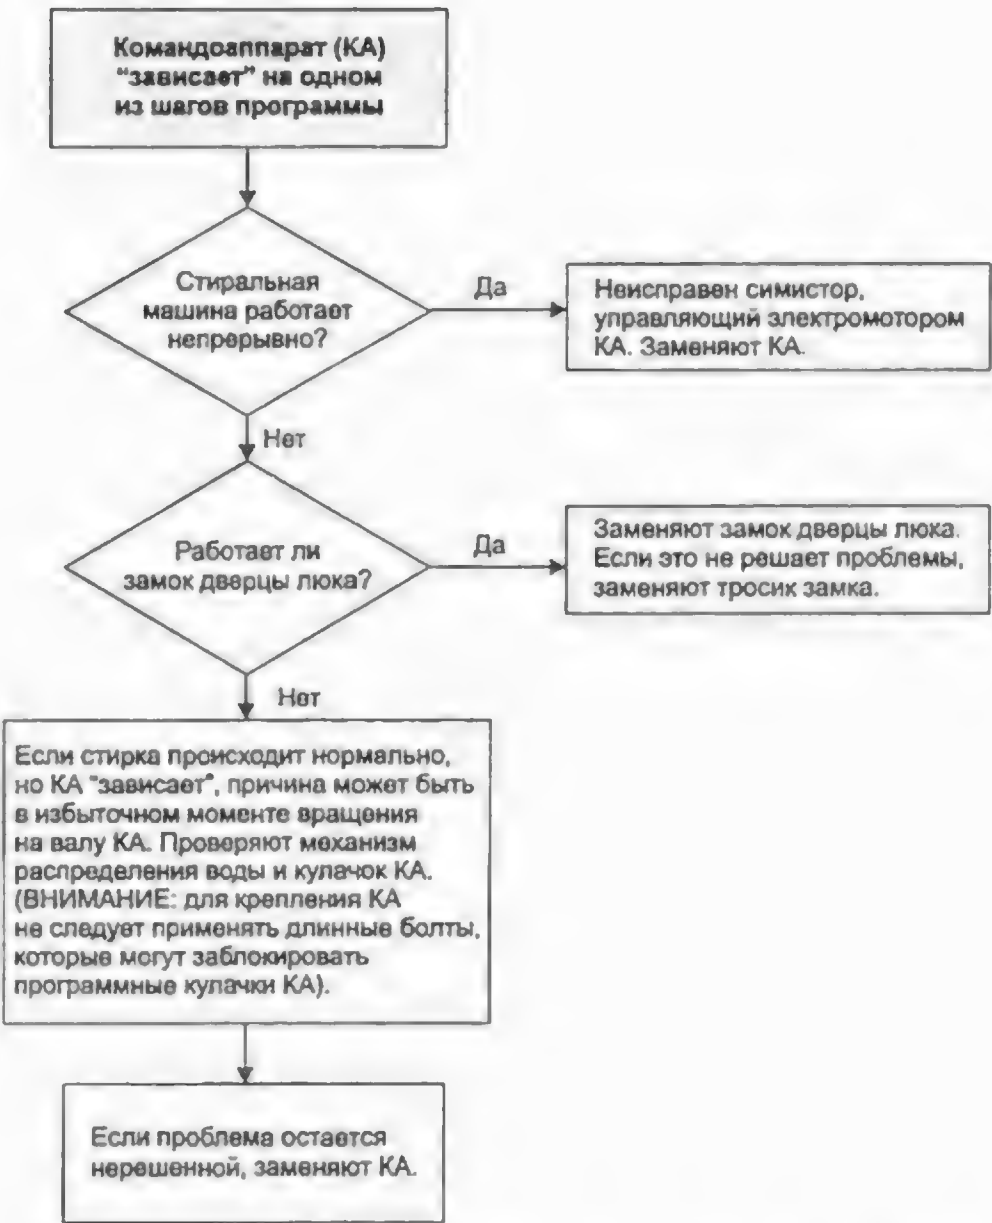 Командоаппарат (КА)
"зависает" на одном
из шагов программы
Стиральная
машина работает
непрерывно?
Да
Неисправен симистор,
управляющий электромотором
КА. Заменяют КА.
Нет
Работает ли
замок дверцы люка?
Да
Заменяют замок дверцы люка.
Если это не решает проблемы,
заменяют тросик замка.
Нет
Если стирка происходит нормально,
но КА "зависает", причина может быть
в избыточном моменте вращения
на валу КА. Проверяют механизм
распределения воды и кулачок КА.
(ВНИМАНИЕ: для крепления КА
не следует применять длинные болты,
которые могут заблокировать
программные кулачки КА).
Если проблема остается
нерешенной, заменяют КА.